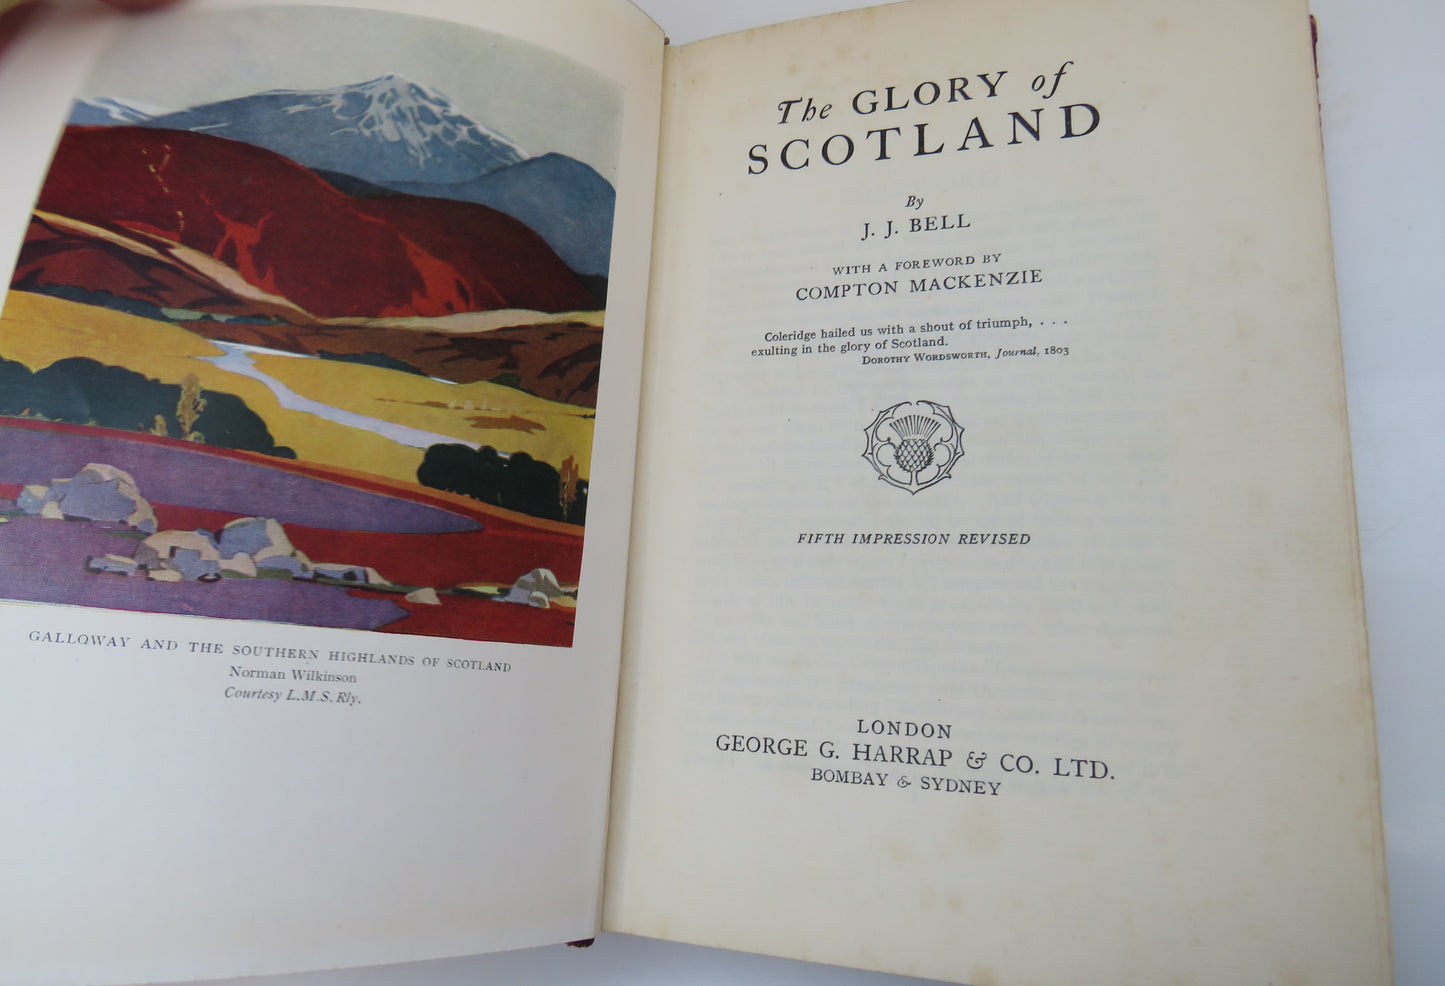 GALLOWAY AND THE SOUTHERN HIGHLANDS OF SCOTLAND
Norman Wilkinson
Courtesy L.M.S. Rly.
The GLORY of
SCOTLAND
By
J. J. BELL
WITH A FOREWORD BY
COMPTON MACKENZIE
Coleridge hailed us with a shout of triumph, . . .
exulting in the glory of Scotland.
DOROTHY WORDSWORTH, Journal, 1803
FIFTH IMPRESSION REVISED
LONDON
GEORGE G. HARRAP & CO. LTD.
BOMBAY & SYDNEY